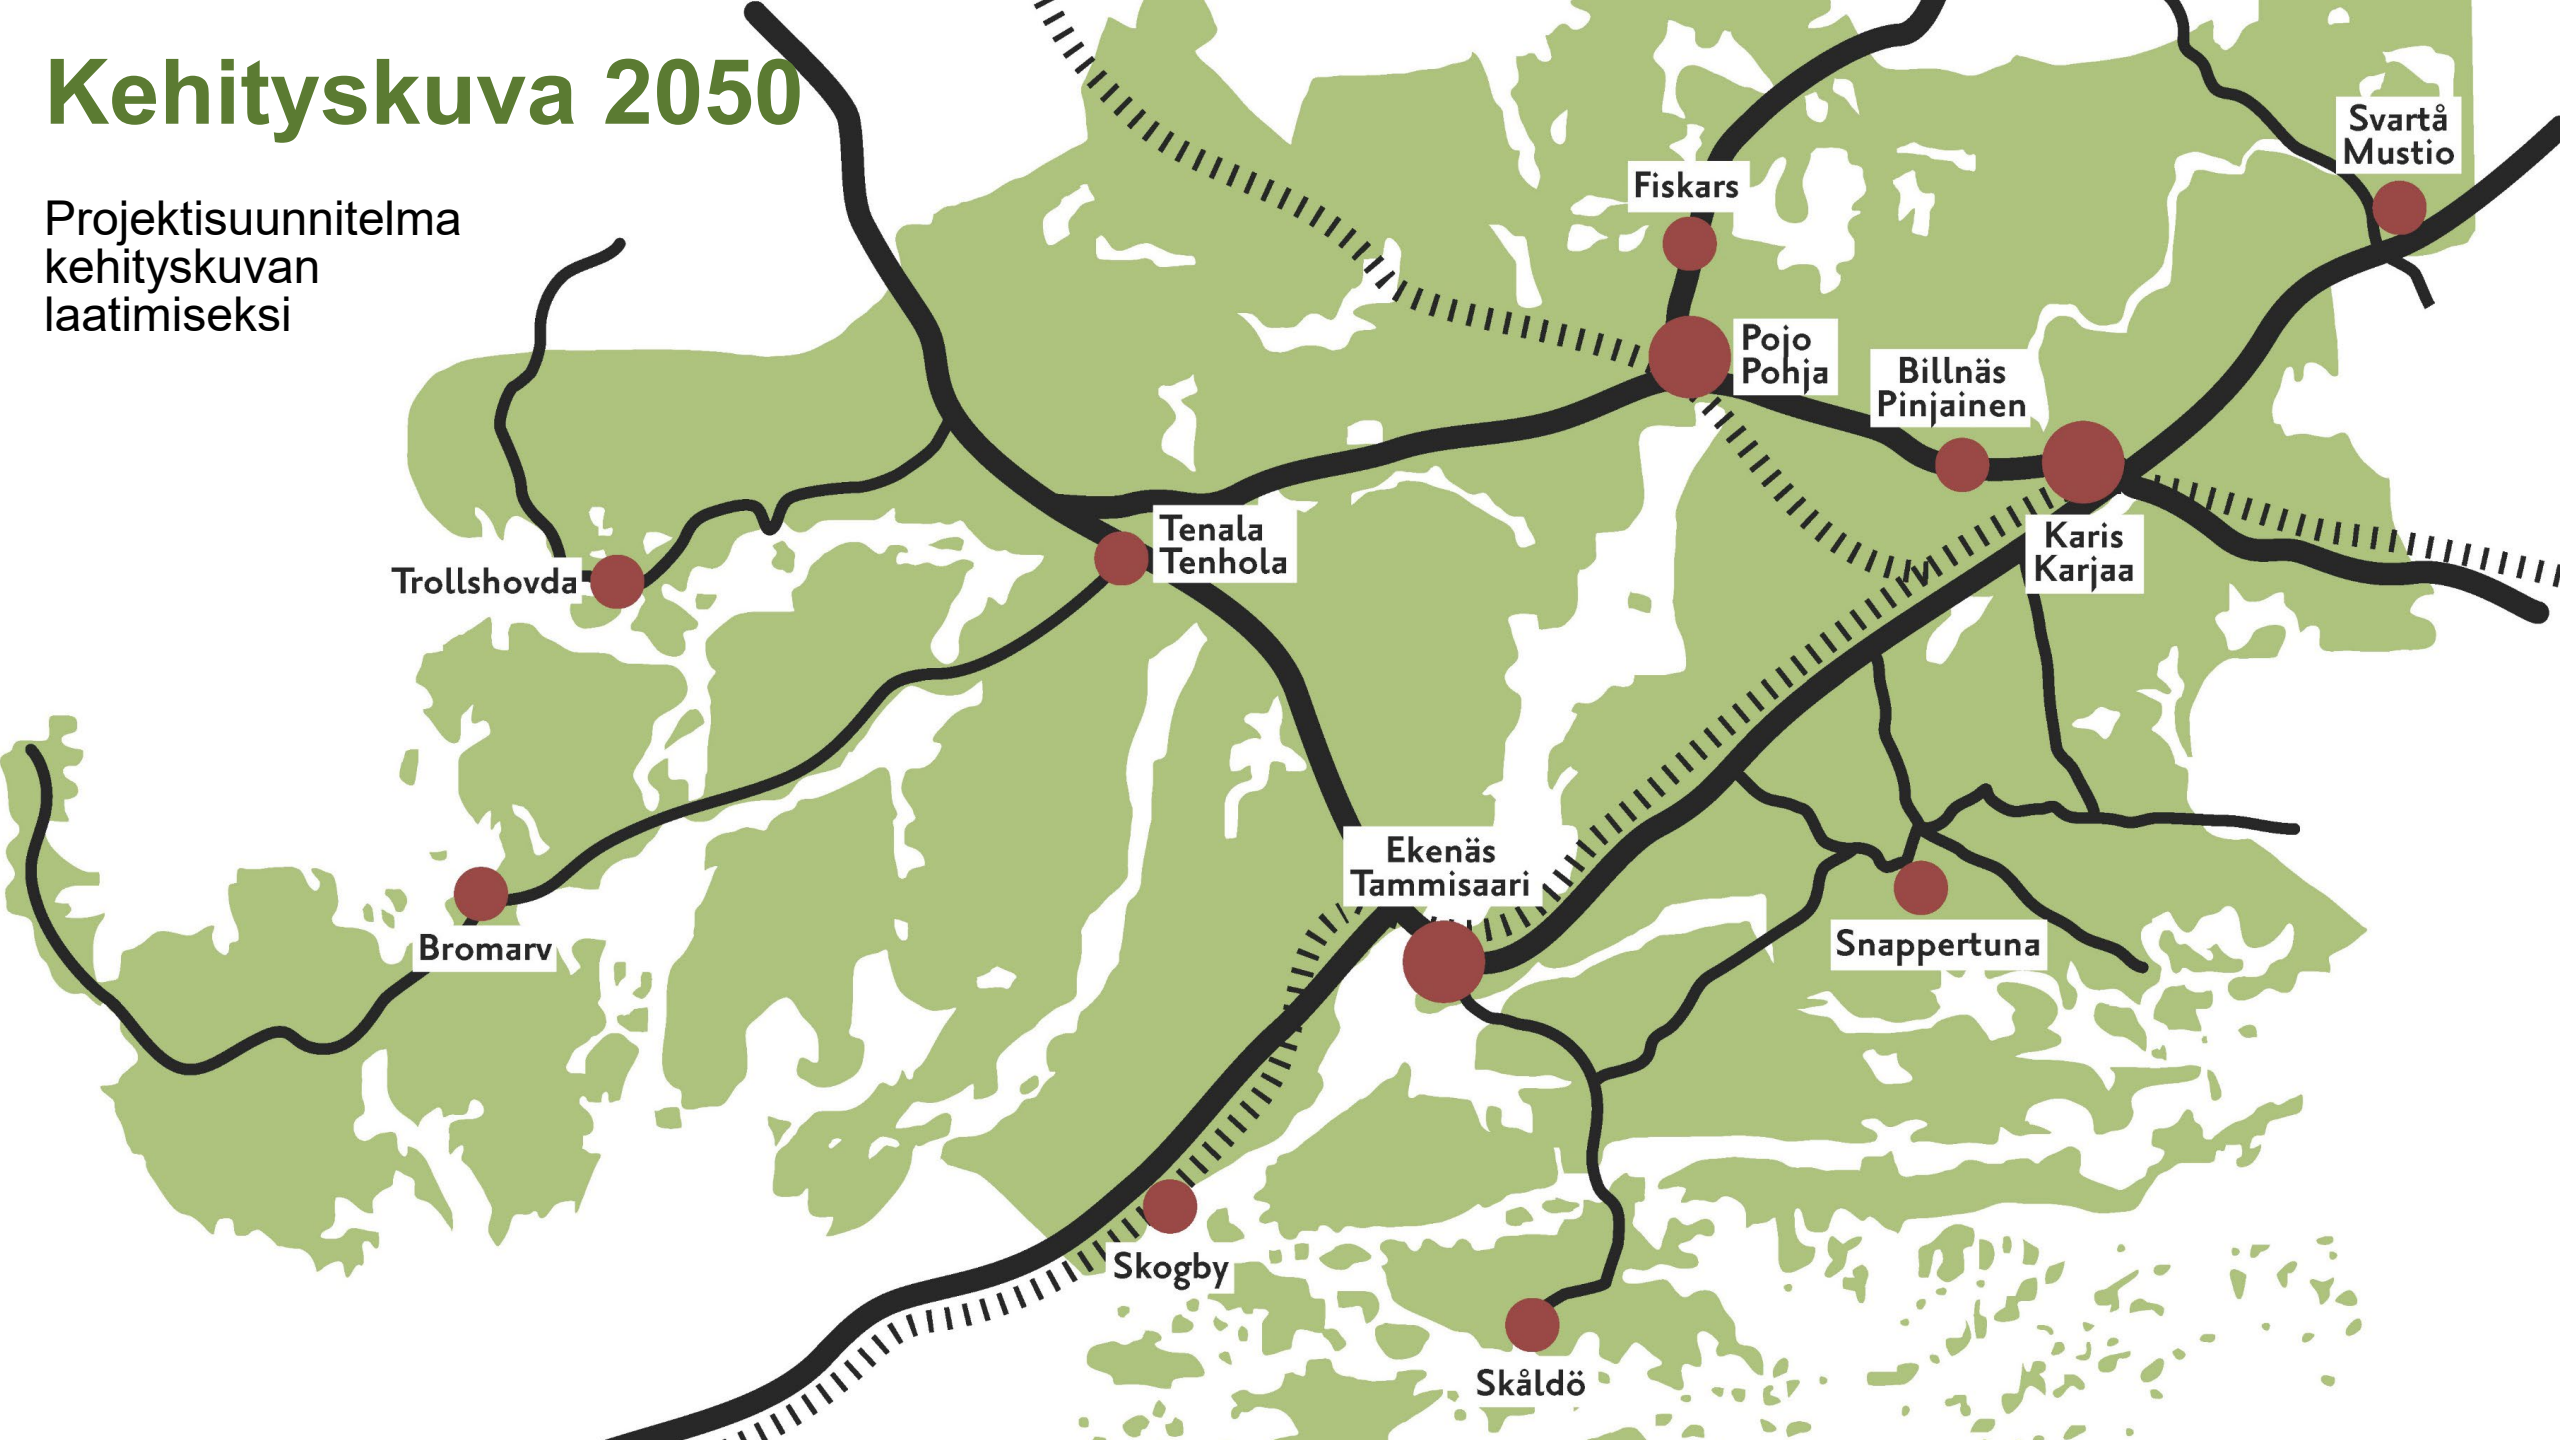 Kehityskuva 2050
Projektisuunnitelma
kehityskuvan
laatimiseksi
Svartå
Mustio
Fiskars
Pojo
Pohja
Billnäs
Pinjainen
Karis
Karjaa
Tenala
Tenhola
Trollshovda
Ekenäs
Tammisaari
Bromarv
Snappertuna
Skogby
Skåldö